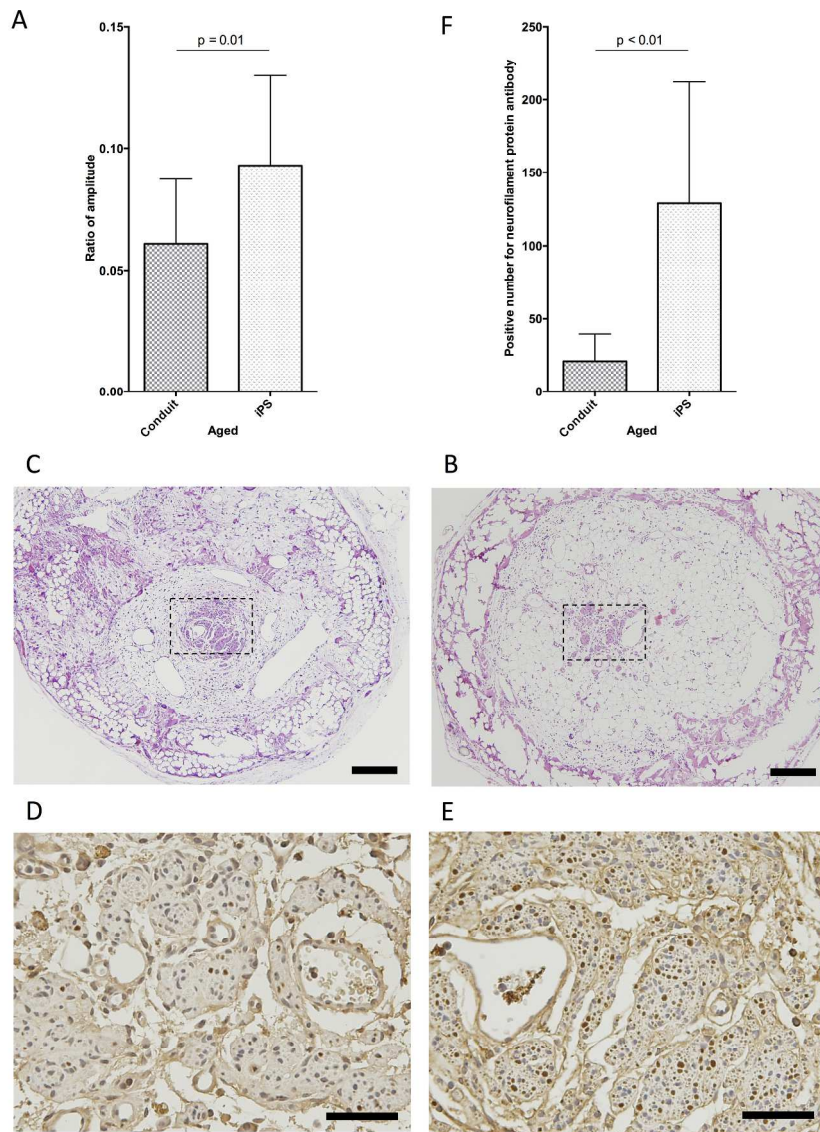 A
p = 0.01
0.15
0.10
0.05
0.00
Ratio of amplitude
Conduit
iPS
Aged
F
p < 0.01
250
200
150
100
50
0
Positive number for neurofilament protein antibody
Conduit
iPS
Aged
C
B
D
E